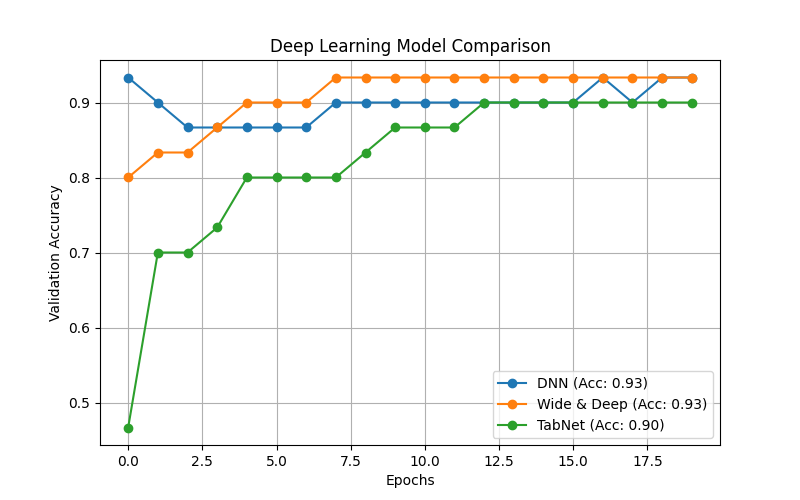 Deep Learning Model Comparison
Validation Accuracy
0.9
0.8
0.7
0.6
0.5
0.0 2.5 5.0 7.5 10.0 12.5 15.0 17.5
Epochs
DNN (Acc: 0.93)
Wide & Deep (Acc: 0.93)
TabNet (Acc: 0.90)